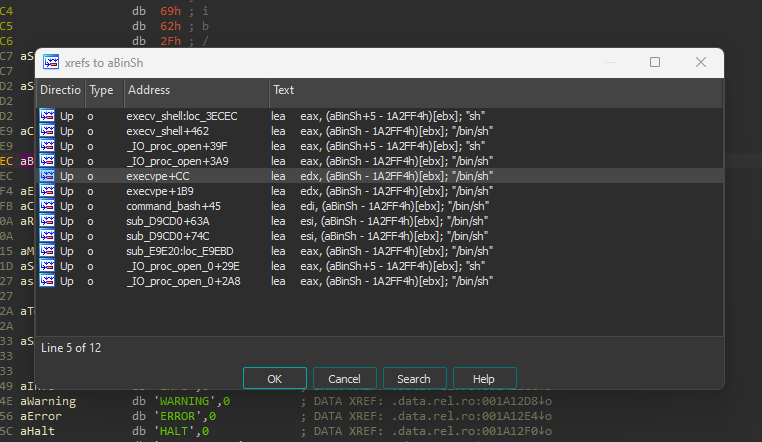 C4 db 69h ; i
C5 db 62h ; b
C6 db 2Fh ; /
C7 aS
C7
D2 aS
D2
D2
E9 aC
E9
EC aB
EC
F4 aE
FB aC
0A aR
0A
15 aM
1D aS
27 as
27
2A aT
2A
33 aS
33
33
xrefs to aBinSh
Directio Type Address Text
Up o execv_shell:loc_3ECEC lea eax, (aBinSh+5 - 1A2FF4h)[ebx]; "sh"
Up o execv_shell+462 lea eax, (aBinSh - 1A2FF4h)[ebx]; "/bin/sh"
Up o _IO_proc_open+39F lea eax, (aBinSh+5 - 1A2FF4h)[ebx]; "sh"
Up o _IO_proc_open+3A9 lea eax, (aBinSh - 1A2FF4h)[ebx]; "/bin/sh"
Up o execvpe+CC lea edx, (aBinSh - 1A2FF4h)[ebx]; "/bin/sh"
Up o execvpe+1B9 lea edx, (aBinSh - 1A2FF4h)[ebx]; "/bin/sh"
Up o command_bash+45 lea edi, (aBinSh - 1A2FF4h)[ebx]; "/bin/sh"
Up o sub_D9CD0+63A lea esi, (aBinSh - 1A2FF4h)[ebx]; "/bin/sh"
Up o sub_D9CD0+74C lea esi, (aBinSh - 1A2FF4h)[ebx]; "/bin/sh"
Up o sub_E9E20:loc_E9EBD lea eax, (aBinSh - 1A2FF4h)[ebx]; "/bin/sh"
Up o _IO_proc_open_0+29E lea eax, (aBinSh+5 - 1A2FF4h)[ebx]; "sh"
Up o _IO_proc_open_0+2A8 lea eax, (aBinSh - 1A2FF4h)[ebx]; "/bin/sh"
Line 5 of 12
OK Cancel Search Help
4E aWarning db 'WARNING',0 ; DATA XREF: .data.rel.ro:001A12D8↓o
56 aError db 'ERROR',0 ; DATA XREF: .data.rel.ro:001A12E4↓o
5C aHalt db 'HALT',0 ; DATA XREF: .data.rel.ro:001A12F0↓o